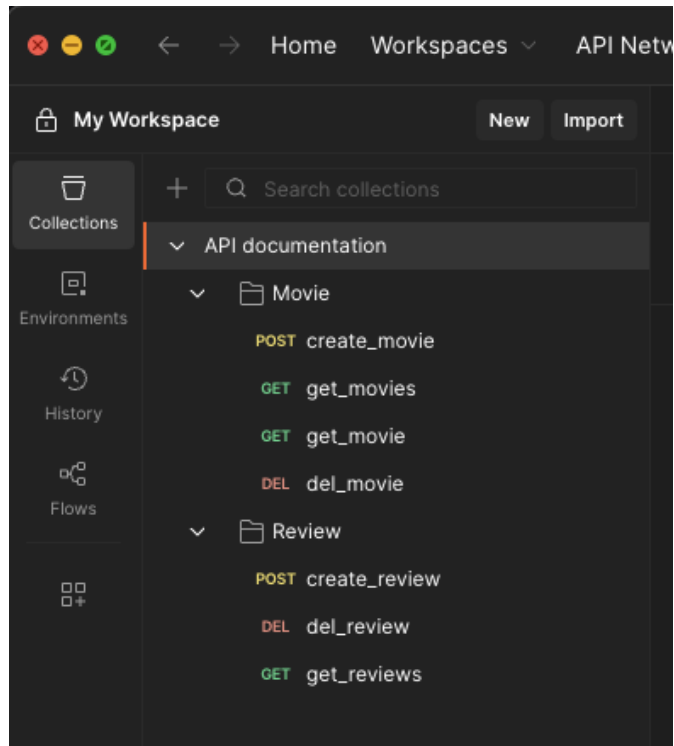 Home Workspaces API Netw
My Workspace New Import
Search collections
Collections
API documentation
Movie
Environments
POST create_movie
GET get_movies
History
GET get_movie
DEL del_movie
Flows
Review
POST create_review
DEL del_review
GET get_reviews